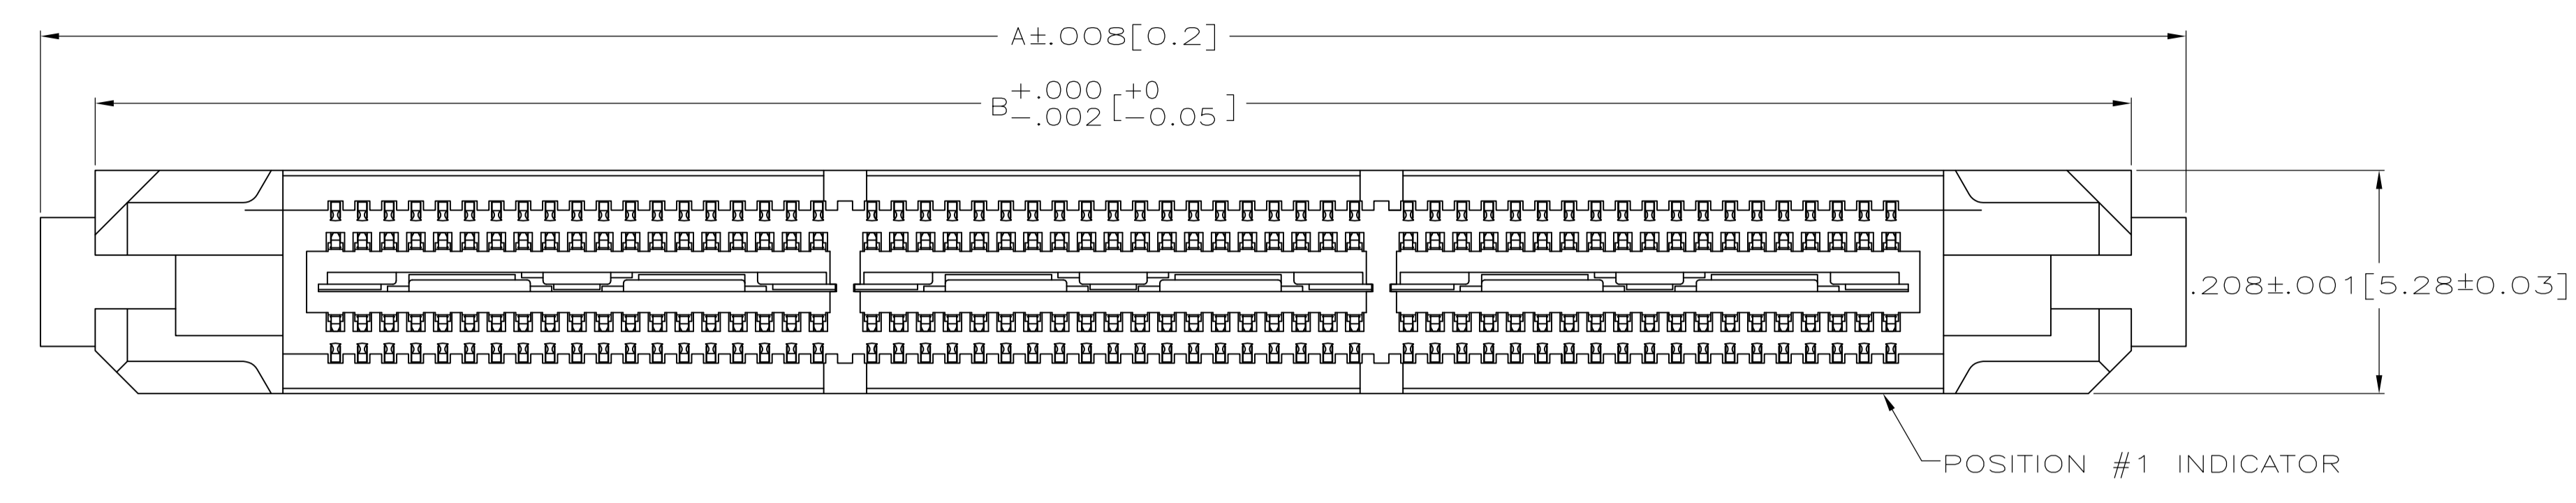 A±.008[0.2]
B +.000 -.002 [+0 -0.05]
.208±.001[5.28±0.03]
POSITION #1 INDICATOR